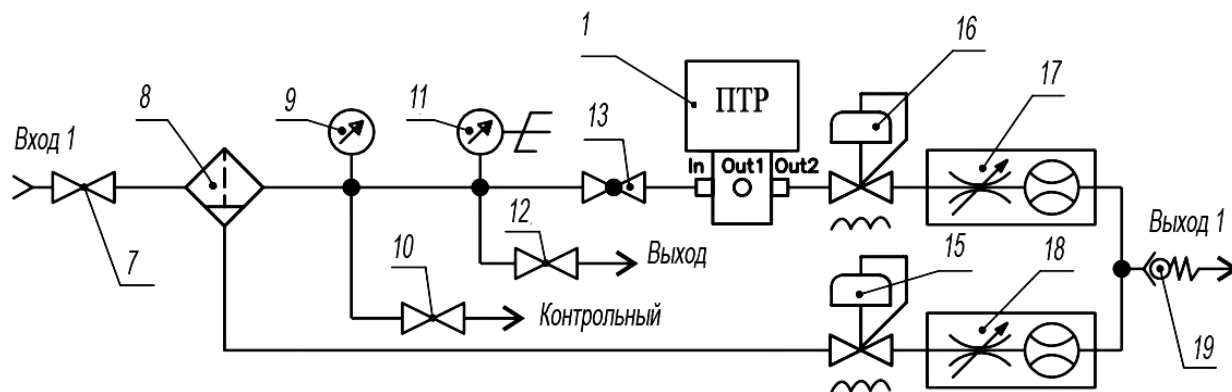 1
16
17
8
9
11
13
ПТР
Вход 1
In
Out1
Out2
7
10
12
Выход
15
18
Выход 1
Контрольный
19